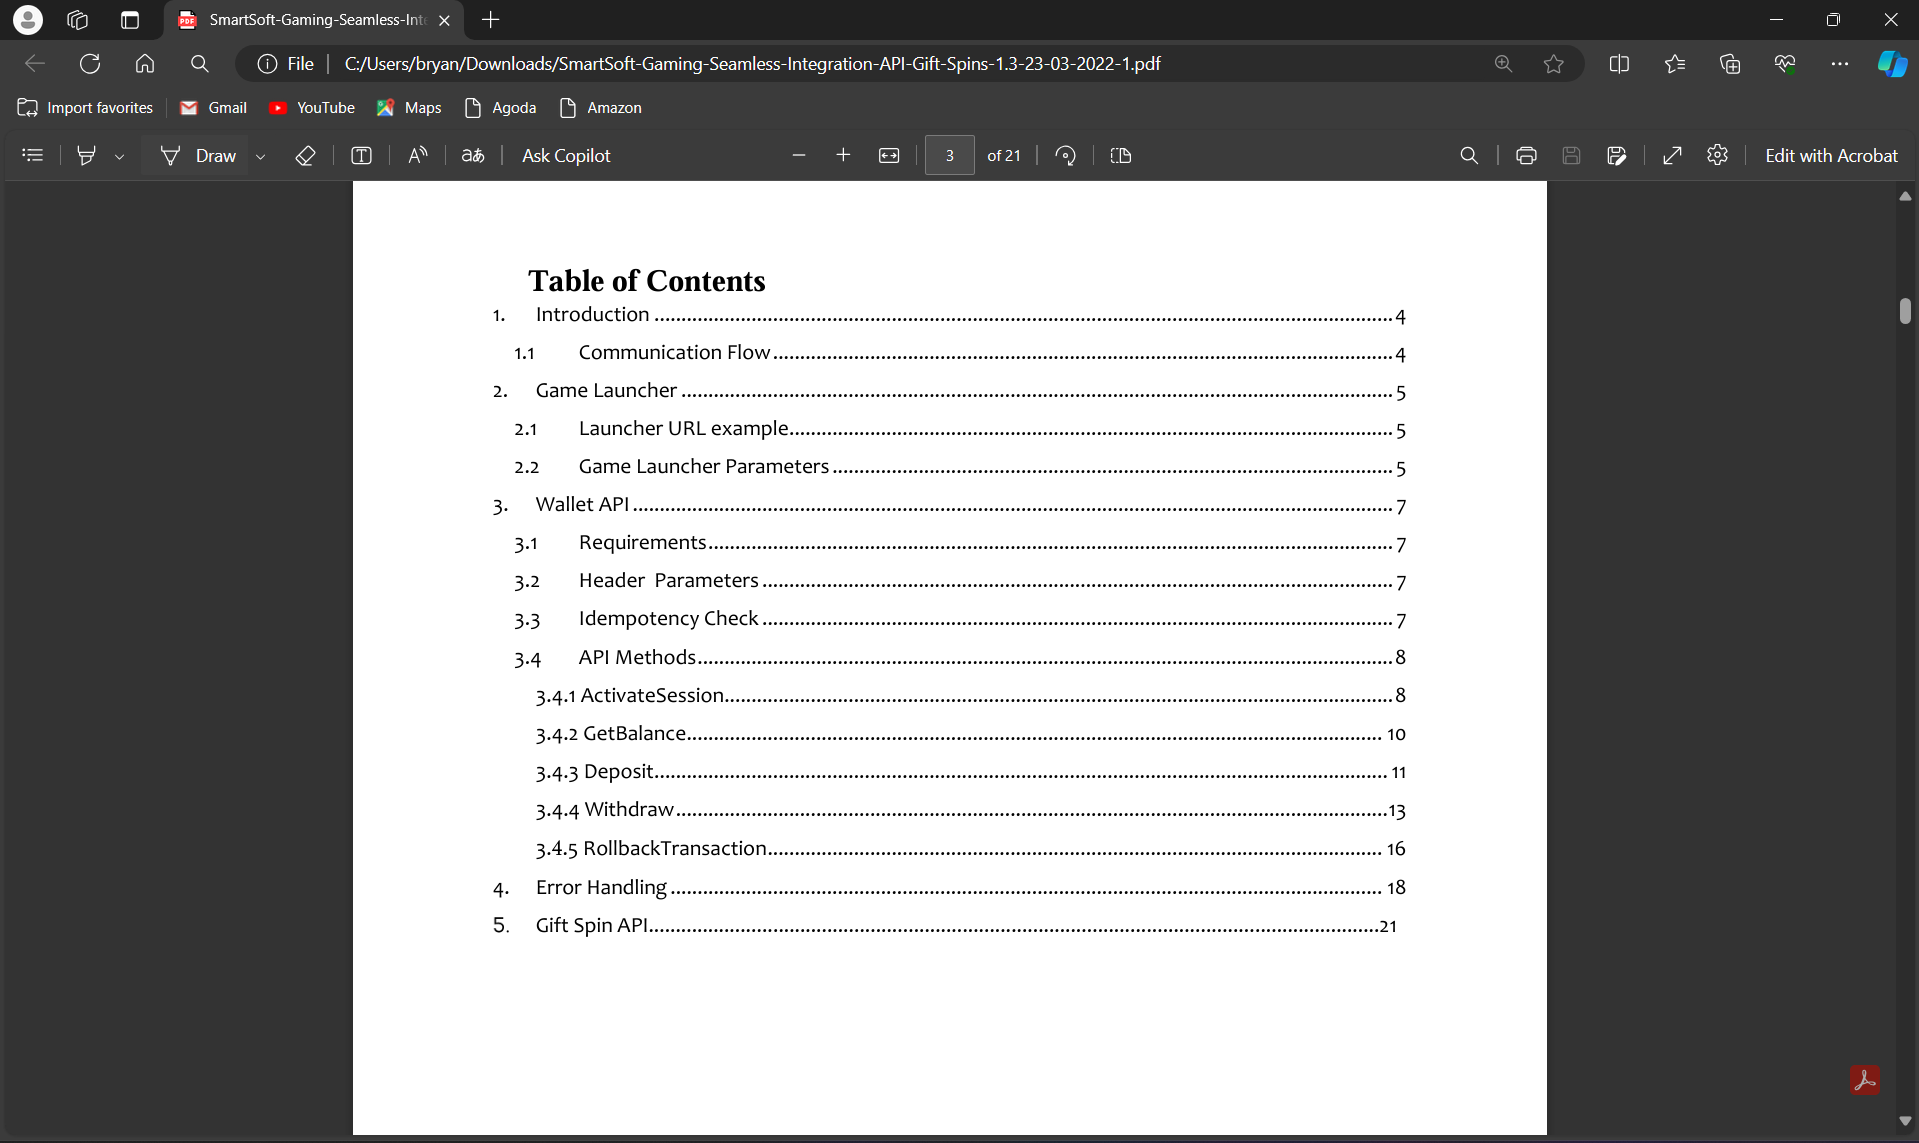 SmartSoft-Gaming-Seamless-Int
File
C:/Users/bryan/Downloads/SmartSoft-Gaming-Seamless-Integration-API-Gift-Spins-1.3-23-03-2022-1.pdf
Import favorites
Gmail
YouTube
Maps
Agoda
Amazon
Draw
aあ
Ask Copilot
3
of 21
Edit with Acrobat
Table of Contents
1. Introduction 4
1.1 Communication Flow 4
2. Game Launcher 5
2.1 Launcher URL example 5
2.2 Game Launcher Parameters 5
3. Wallet API 7
3.1 Requirements 7
3.2 Header Parameters 7
3.3 Idempotency Check 7
3.4 API Methods 8
3.4.1 ActivateSession 8
3.4.2 GetBalance 10
3.4.3 Deposit 11
3.4.4 Withdraw 13
3.4.5 RollbackTransaction 16
4. Error Handling 18
5. Gift Spin API 21